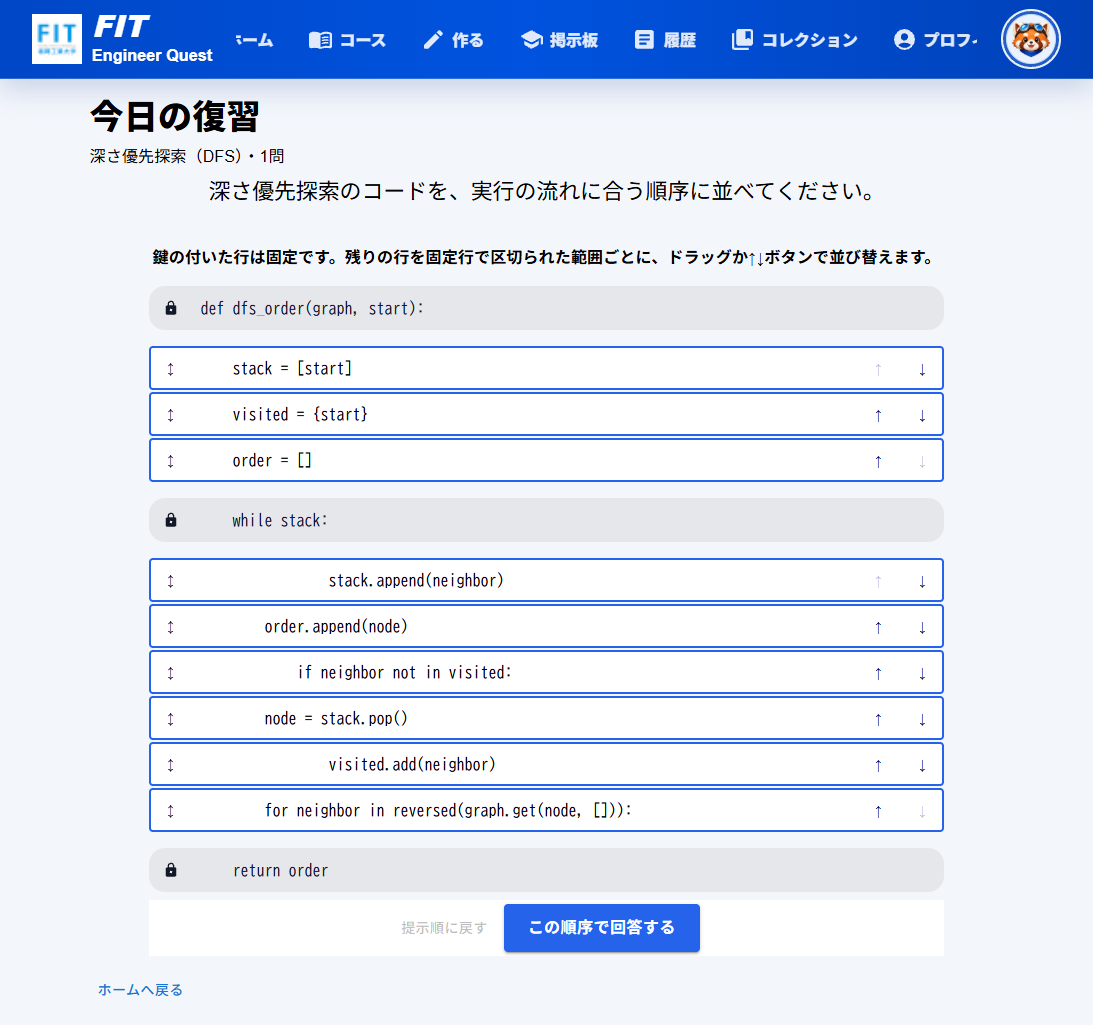 FIT
FIT
Engineer Quest
ーム
コース
作る
掲示板
履歴
コレクション
プロフ
今日の復習
深さ優先探索（DFS）・1問
深さ優先探索のコードを、実行の流れに合う順序に並べてください。
鍵の付いた行は固定です。残りの行を固定行で区切られた範囲ごとに、ドラッグか↑↓ボタンで並び替えます。
def dfs_order(graph, start):
↕ stack = [start] ↑ ↓
↕ visited = {start} ↑ ↓
↕ order = [] ↑ ↓
while stack:
↕ stack.append(neighbor) ↑ ↓
↕ order.append(node) ↑ ↓
↕ if neighbor not in visited: ↑ ↓
↕ node = stack.pop() ↑ ↓
↕ visited.add(neighbor) ↑ ↓
↕ for neighbor in reversed(graph.get(node, [])): ↑ ↓
return order
提示順に戻す
この順序で回答する
ホームへ戻る